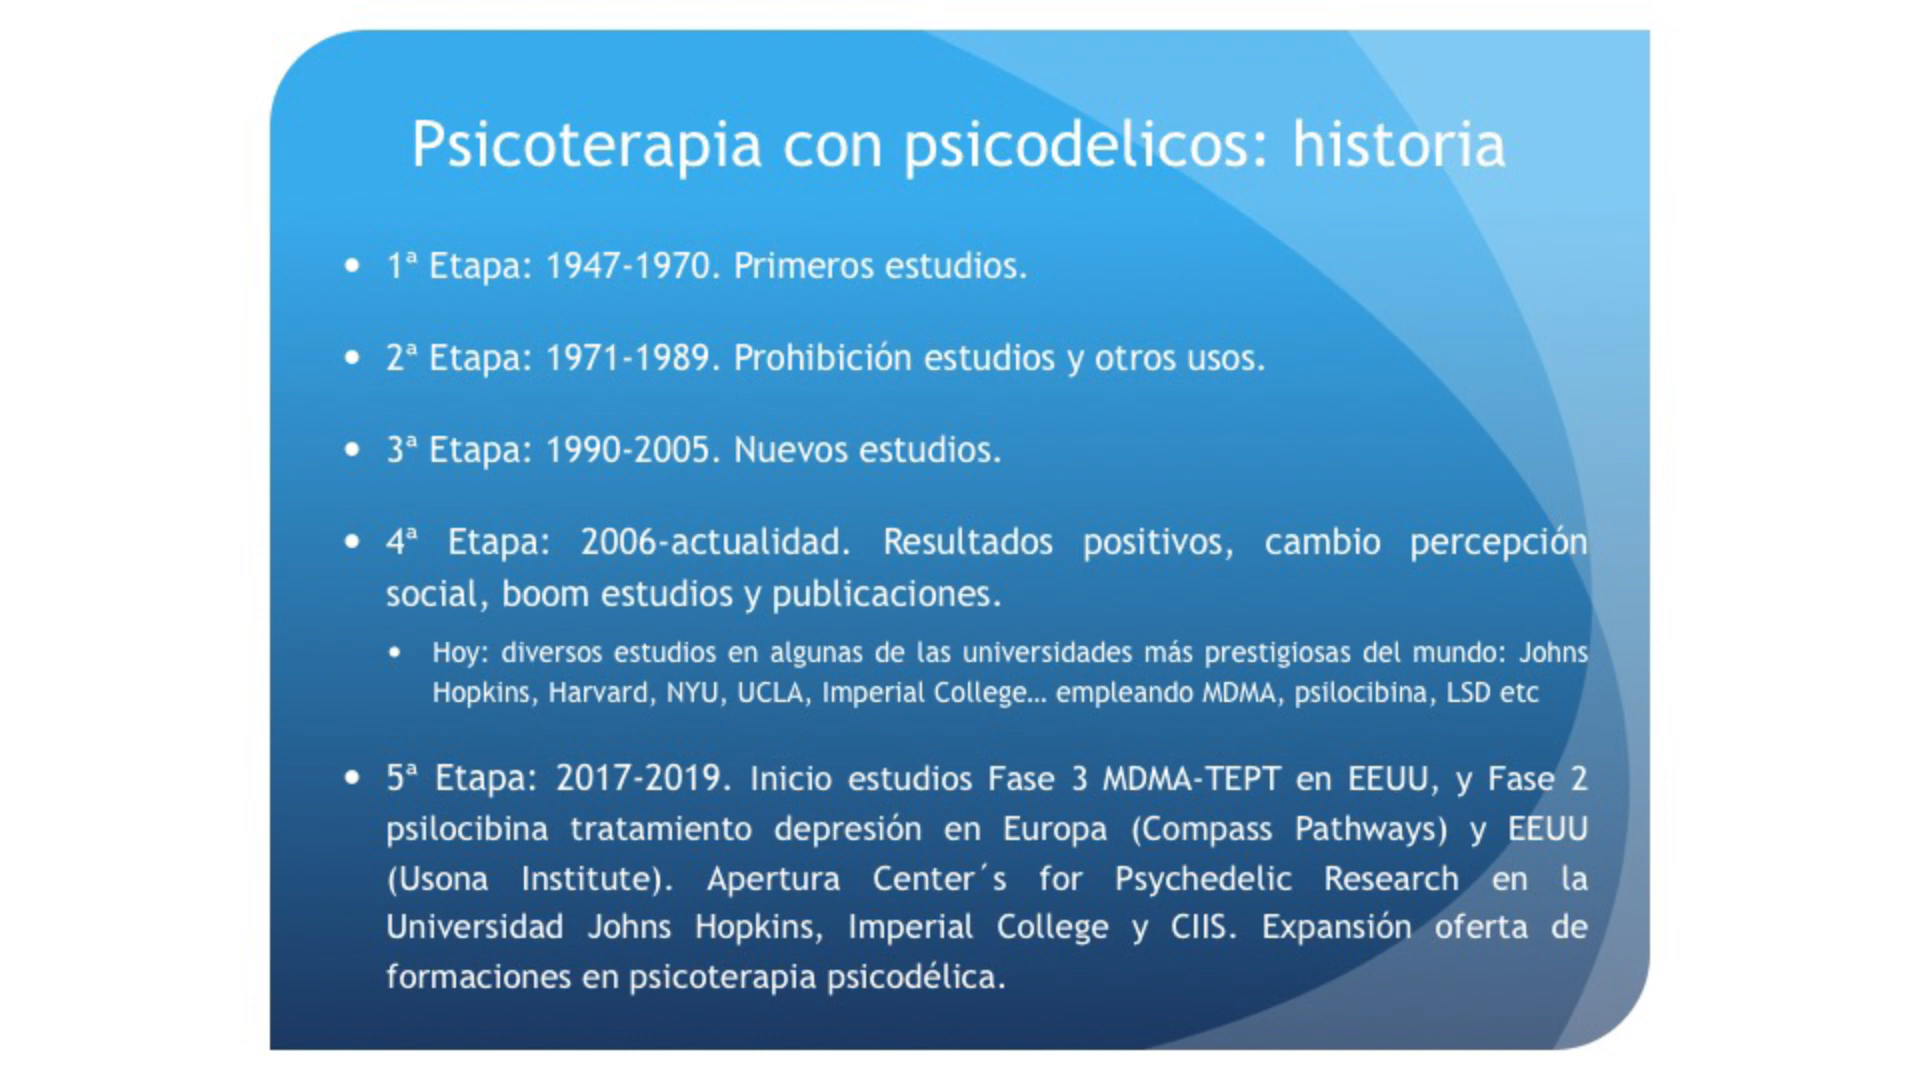 Psicoterapia con psicodelicos: historia
• 1ª Etapa: 1947-1970. Primeros estudios.
• 2ª Etapa: 1971-1989. Prohibición estudios y otros usos.
• 3ª Etapa: 1990-2005. Nuevos estudios.
• 4ª Etapa: 2006-actualidad. Resultados positivos, cambio percepción
social, boom estudios y publicaciones.
• Hoy: diversos estudios en algunas de las universidades más prestigiosas del mundo: Johns
Hopkins, Harvard, NYU, UCLA, Imperial College… empleando MDMA, psilocibina, LSD etc
• 5ª Etapa: 2017-2019. Inicio estudios Fase 3 MDMA-TEPT en EEUU, y Fase 2
psilocibina tratamiento depresión en Europa (Compass Pathways) y EEUU
(Usona Institute). Apertura Center´s for Psychedelic Research en la
Universidad Johns Hopkins, Imperial College y CIIS. Expansión oferta de
formaciones en psicoterapia psicodélica.